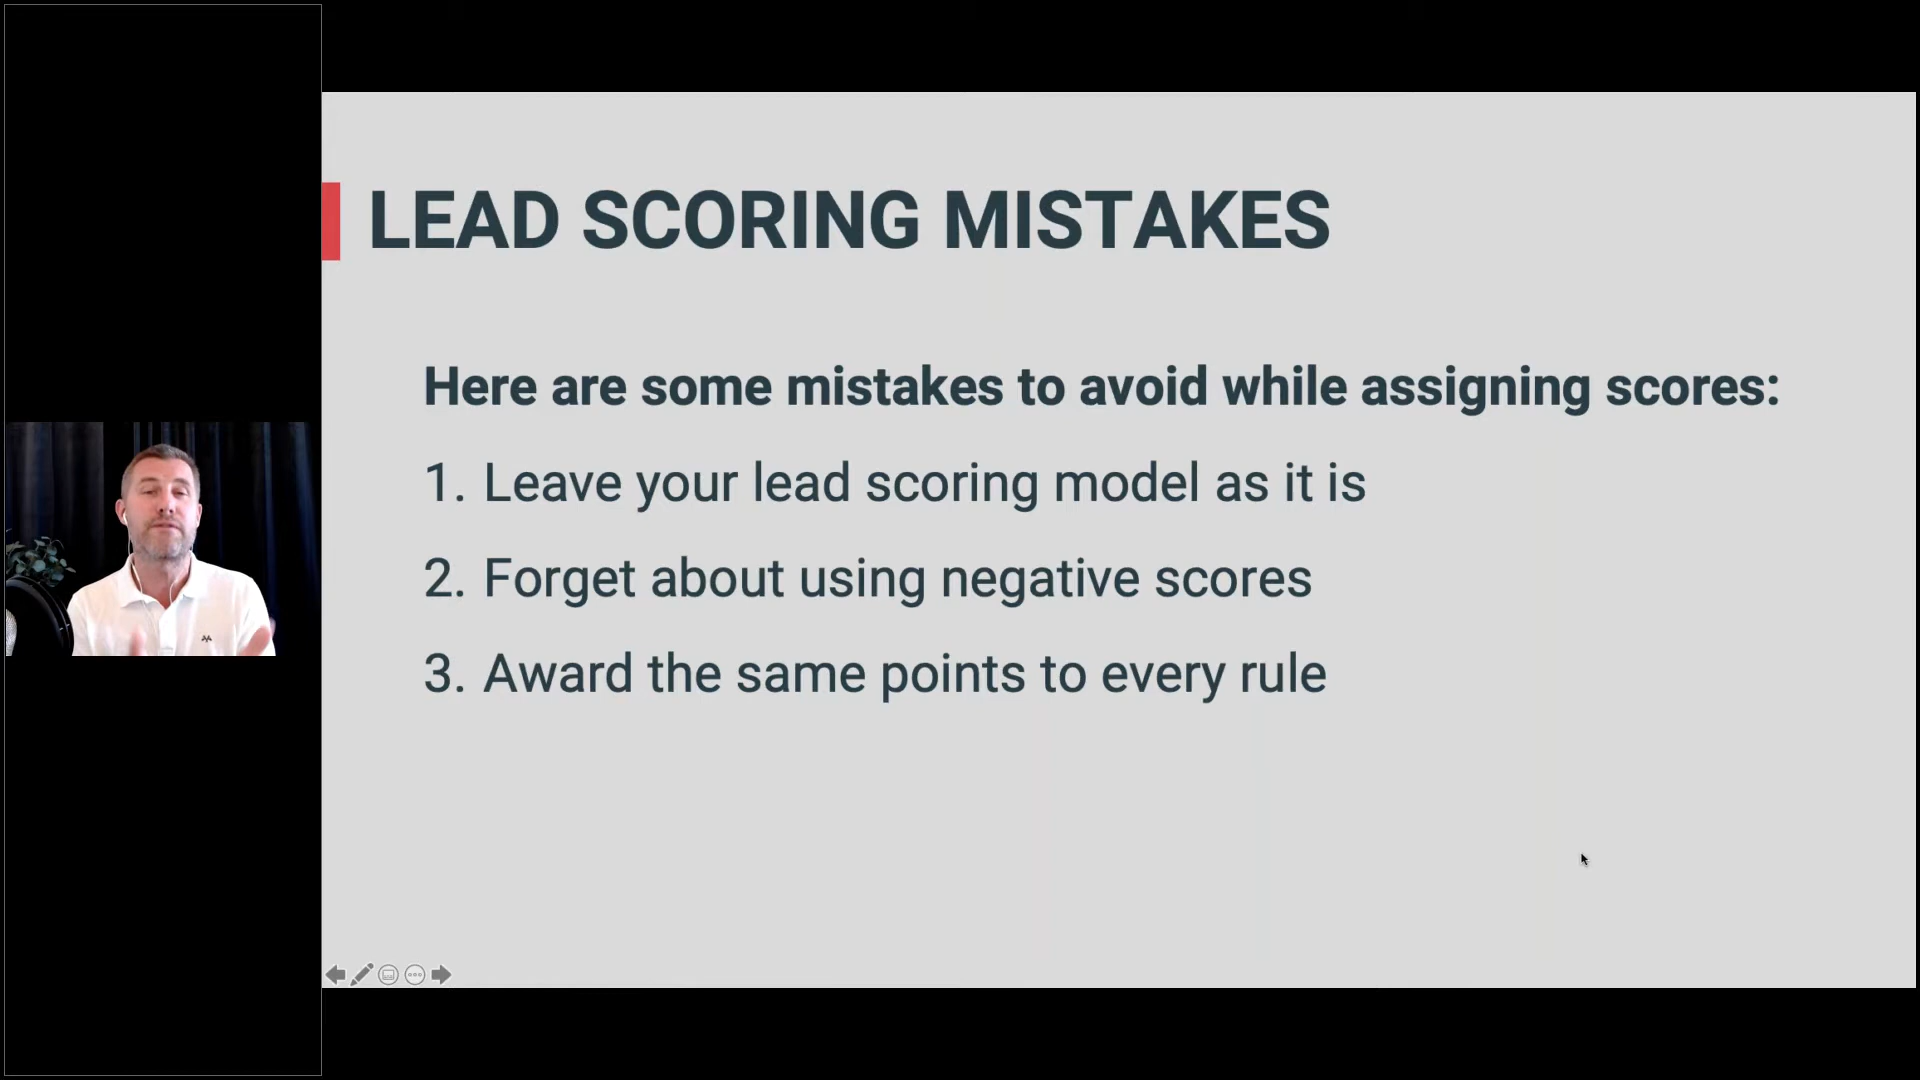 LEAD SCORING MISTAKES
Here are some mistakes to avoid while assigning scores:
1. Leave your lead scoring model as it is
2. Forget about using negative scores
3. Award the same points to every rule